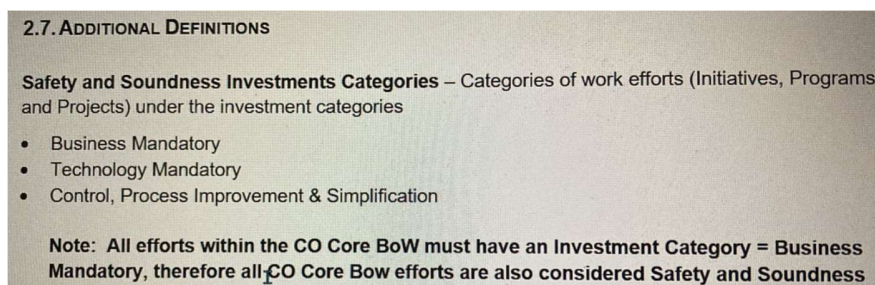 2.7. ADDITIONAL DEFINITIONS
Safety and Soundness Investments Categories – Categories of work efforts (Initiatives, Programs
and Projects) under the investment categories
• Business Mandatory
• Technology Mandatory
• Control, Process Improvement & Simplification
Note: All efforts within the CO Core BoW must have an Investment Category = Business
Mandatory, therefore all CO Core Bow efforts are also considered Safety and Soundness